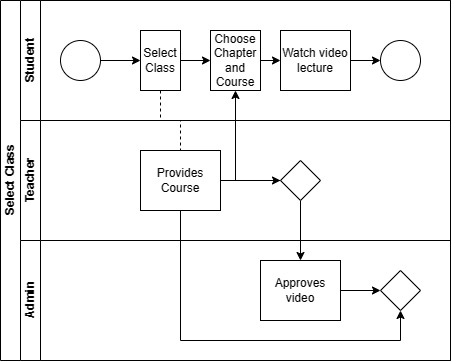 Select Class
Student
Select
Class
Choose
Chapter
and
Course
Watch video
lecture
Teacher
Provides
Course
Admin
Approves
video